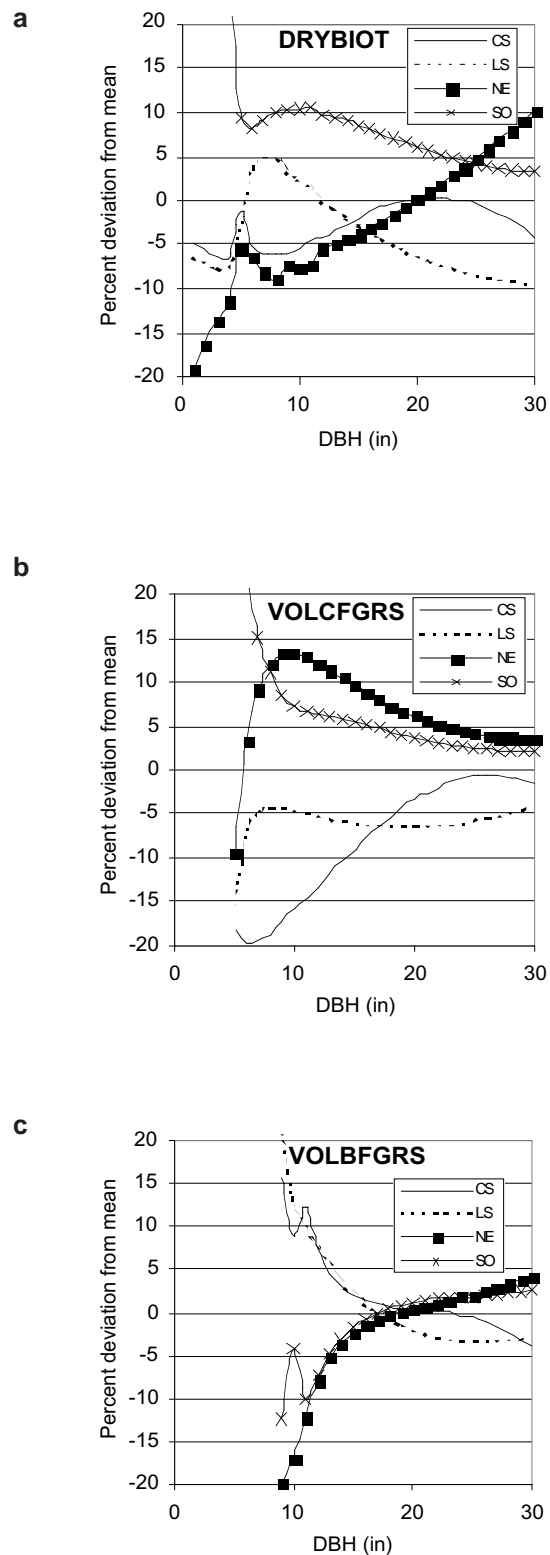 a
DRYBIOT
CS
LS
NE
SO
Percent deviation from mean
20
15
10
5
0
-5
-10
-15
-20
0
10
20
30
DBH (in)
b
VOLCFGRS
CS
LS
NE
SO
Percent deviation from mean
20
15
10
5
0
-5
-10
-15
-20
0
10
20
30
DBH (in)
c
VOLBFGRS
CS
LS
NE
SO
Percent deviation from mean
20
15
10
5
0
-5
-10
-15
-20
0
10
20
30
DBH (in)